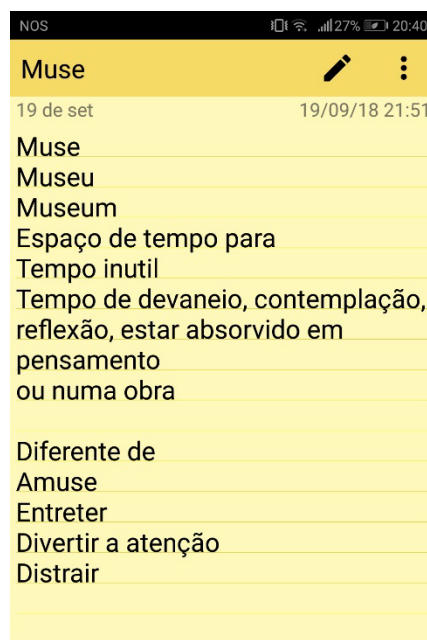 NOS 27% 20:40
Muse
19 de set 19/09/18 21:51
Muse
Museu
Museum
Espaço de tempo para
Tempo inutil
Tempo de devaneio, contemplação,
reflexão, estar absorvido em
pensamento
ou numa obra
Diferente de
Amuse
Entreter
Divertir a atenção
Distrair